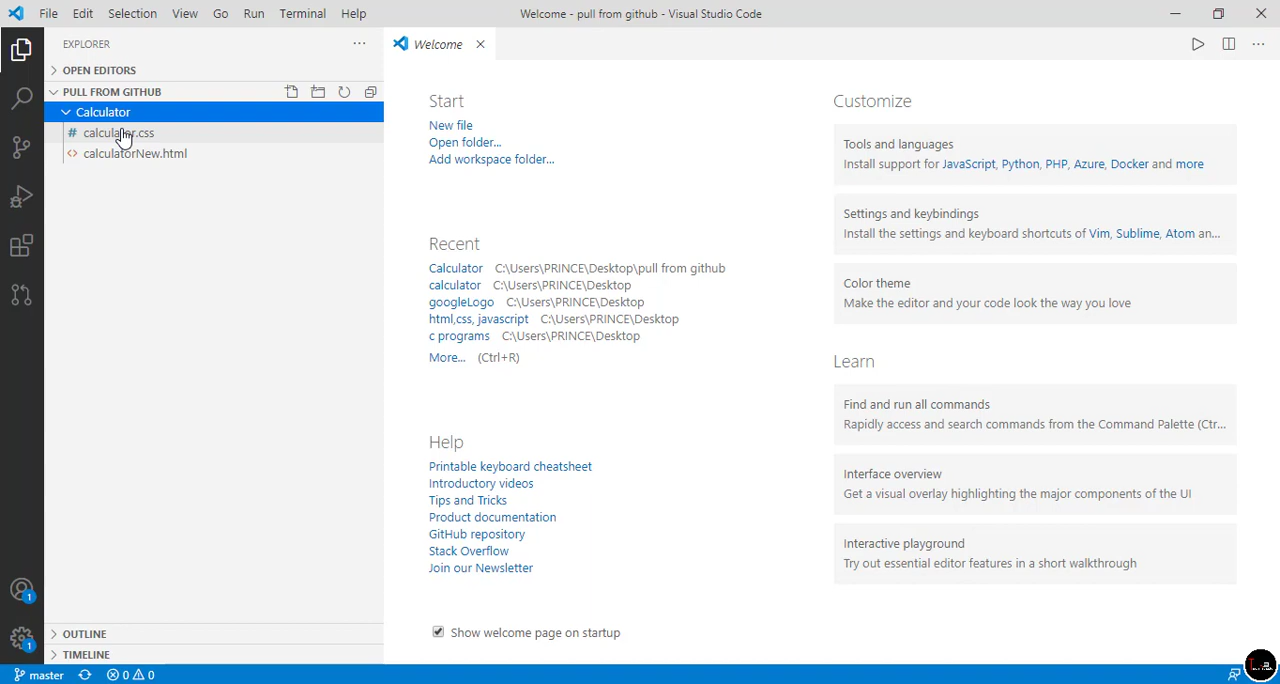 File Edit Selection View Go Run Terminal Help
Welcome - pull from github - Visual Studio Code
EXPLORER
OPEN EDITORS
PULL FROM GITHUB
Calculator
# calculator.css
<> calculatorNew.html
OUTLINE
TIMELINE
Welcome
Start
New file
Open folder...
Add workspace folder...
Recent
Calculator C:\Users\PRINCE\Desktop\pull from github
calculator C:\Users\PRINCE\Desktop
googleLogo C:\Users\PRINCE\Desktop
html,css, javascript C:\Users\PRINCE\Desktop
c programs C:\Users\PRINCE\Desktop
More... (Ctrl+R)
Help
Printable keyboard cheatsheet
Introductory videos
Tips and Tricks
Product documentation
GitHub repository
Stack Overflow
Join our Newsletter
Show welcome page on startup
Customize
Tools and languages
Install support for JavaScript, Python, PHP, Azure, Docker and more
Settings and keybindings
Install the settings and keyboard shortcuts of Vim, Sublime, Atom an...
Color theme
Make the editor and your code look the way you love
Learn
Find and run all commands
Rapidly access and search commands from the Command Palette (Ctr...
Interface overview
Get a visual overlay highlighting the major components of the UI
Interactive playground
Try out essential editor features in a short walkthrough
1
1
master 0 0